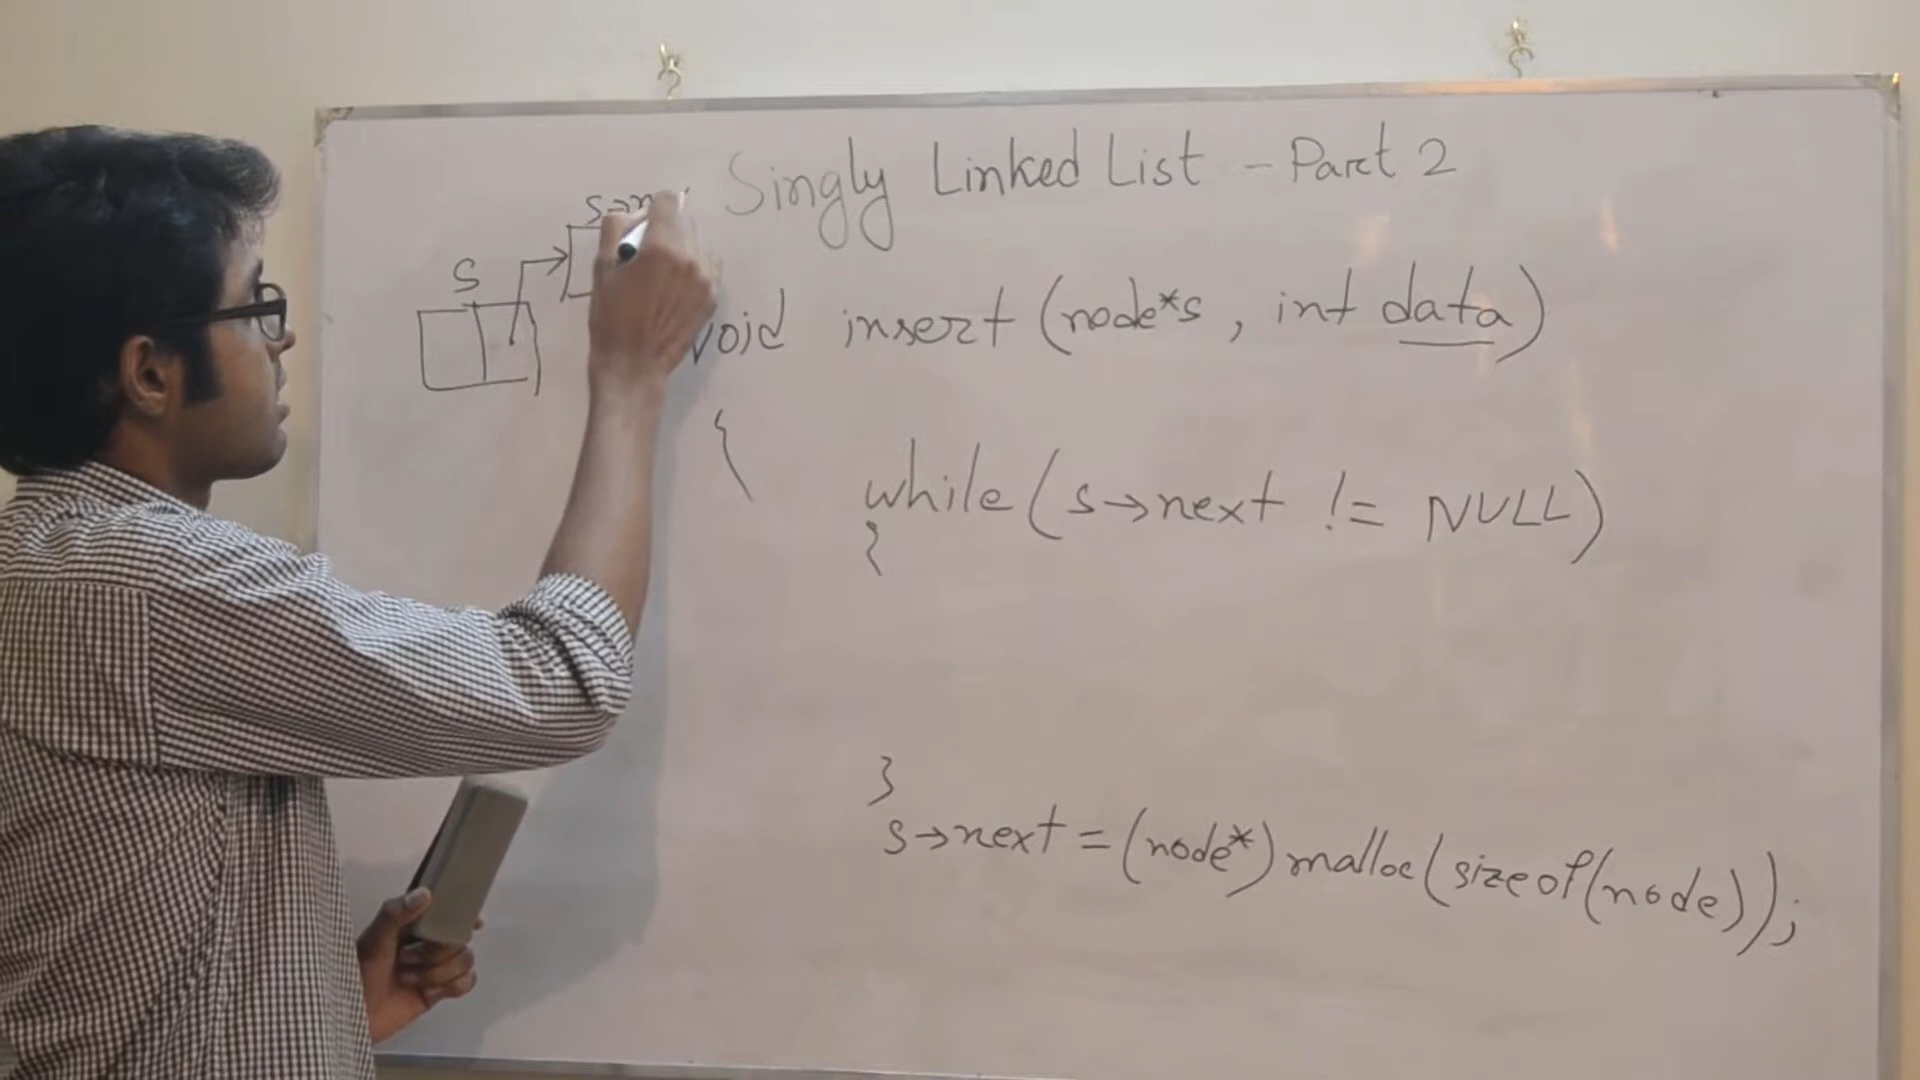 Singly Linked List - Part 2
S
void insert (node*s, int data)
{
while (s->next != NULL)
{
}
s->next = (node*) malloc(sizeof(node));